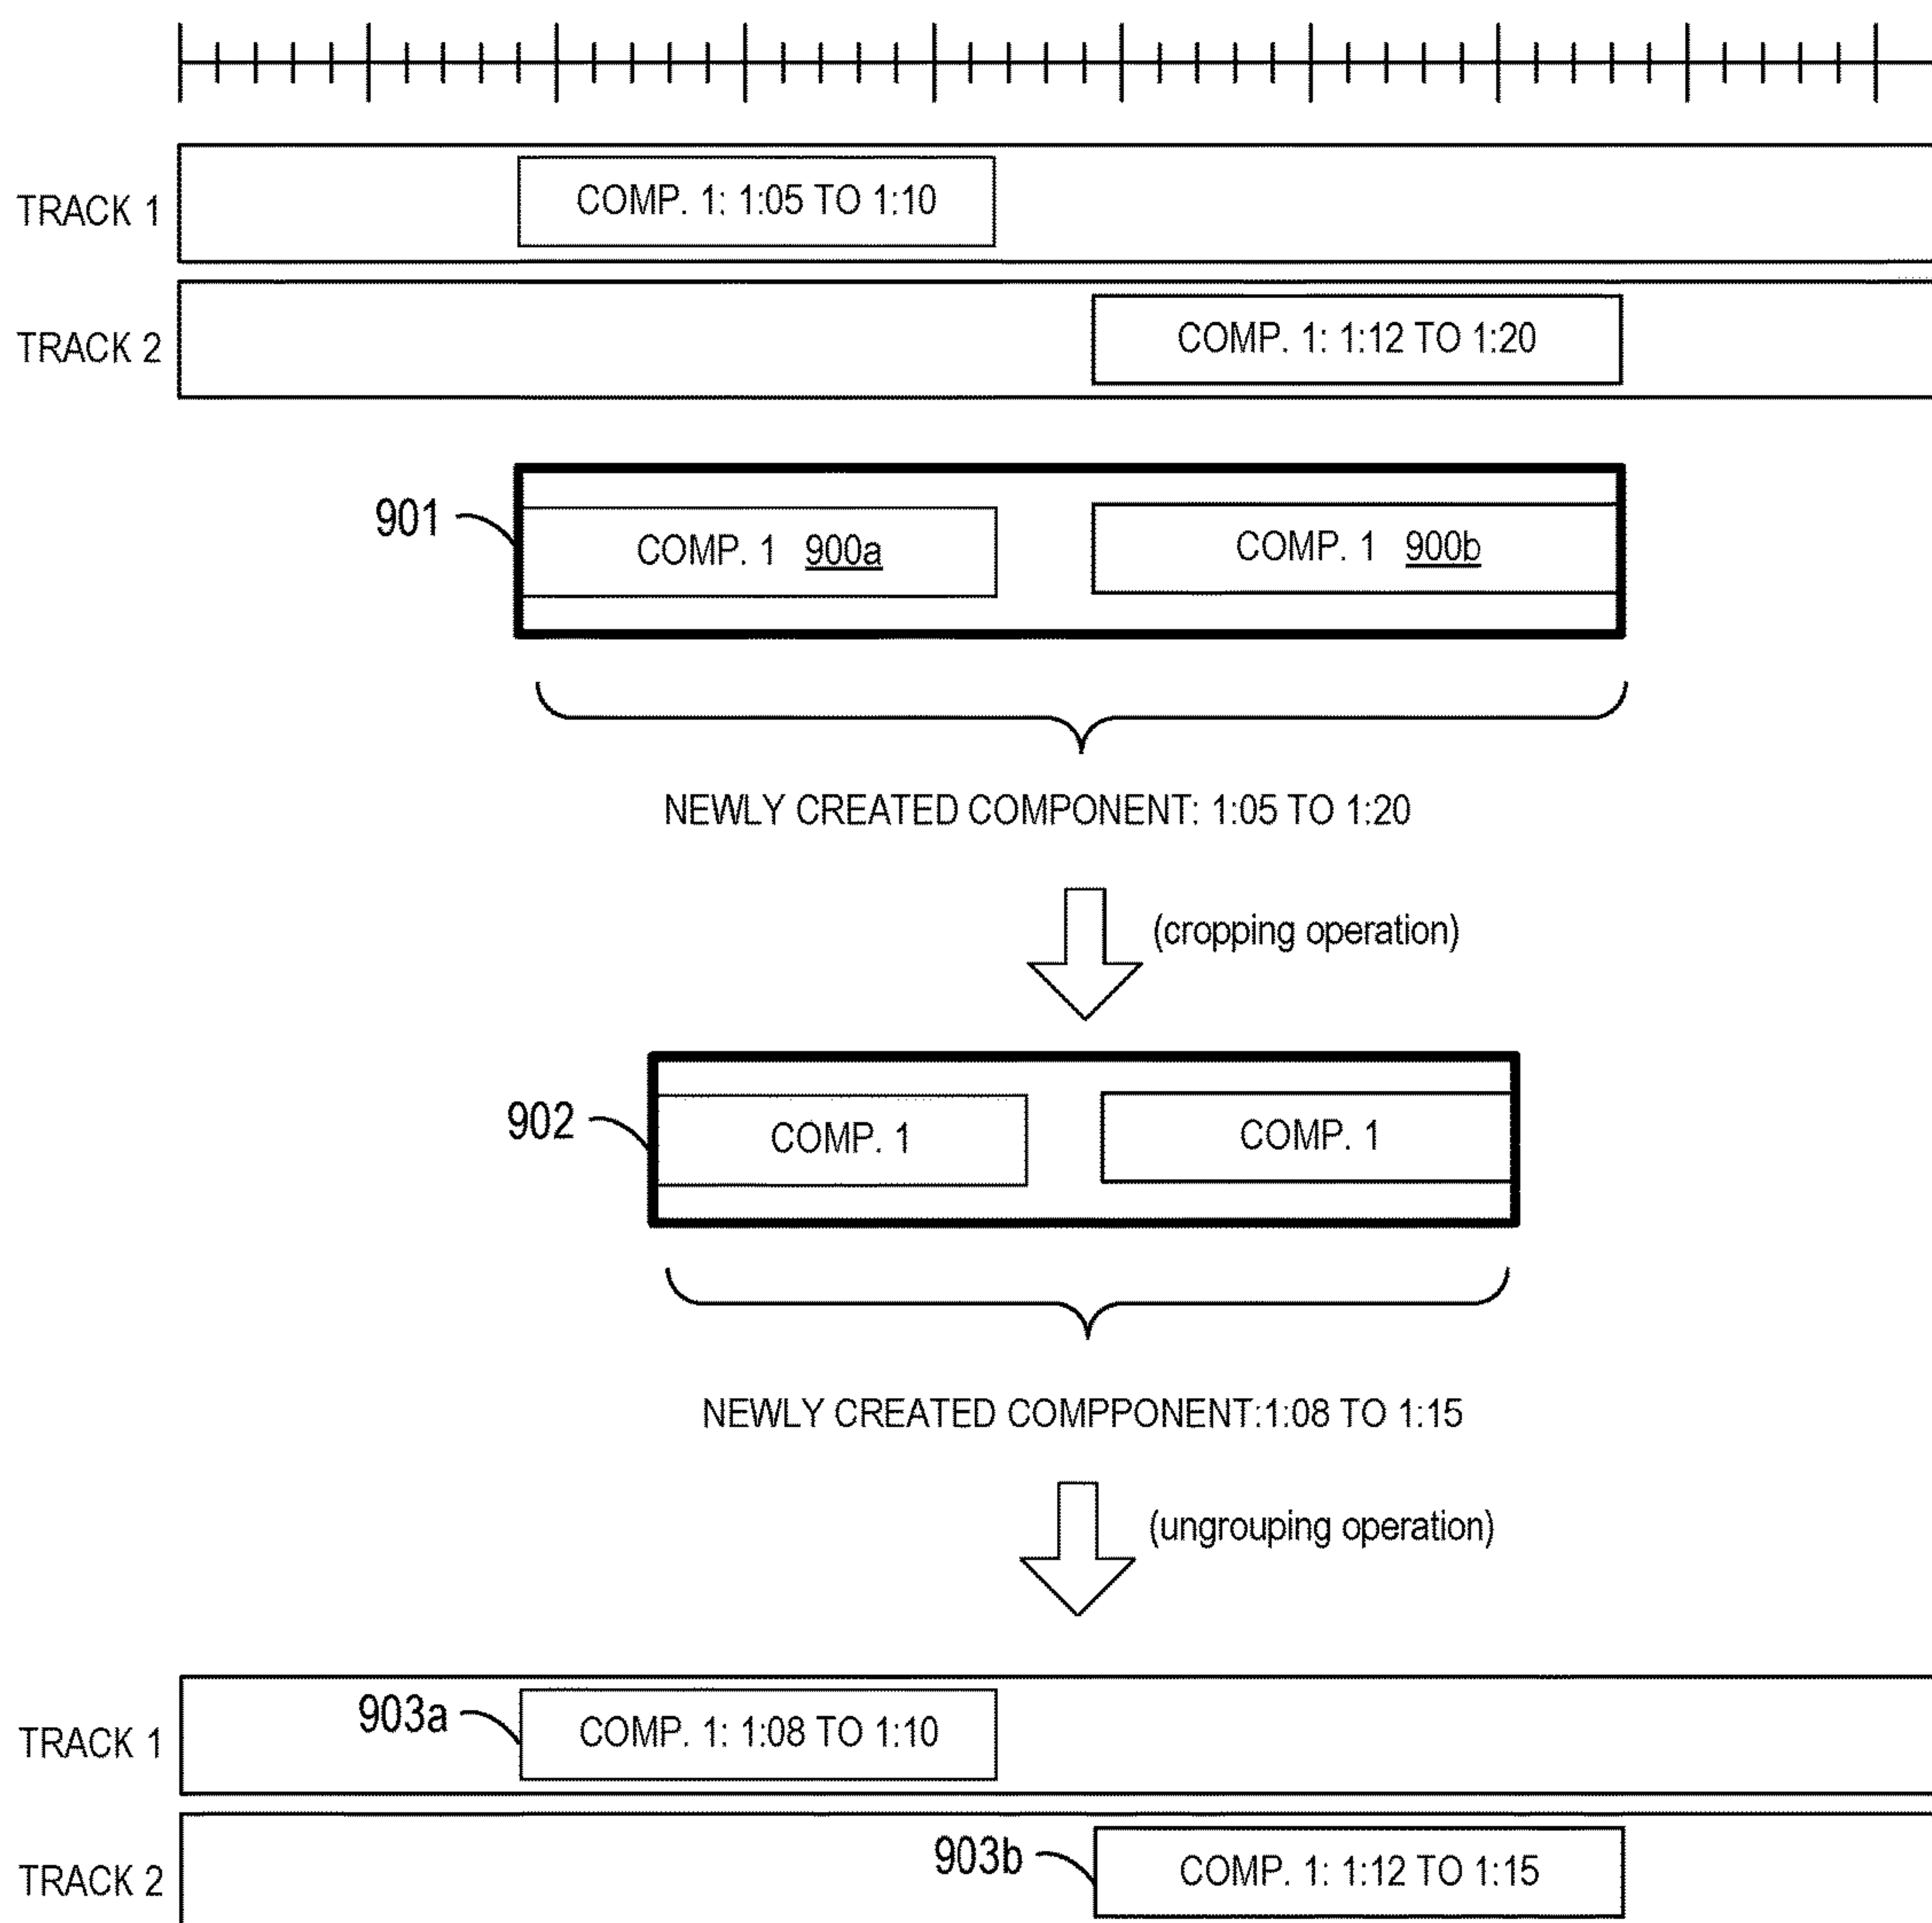 TRACK 1
COMP. 1: 1:05 TO 1:10
TRACK 2
COMP. 1: 1:12 TO 1:20
901
COMP. 1 900a
COMP. 1 900b
NEWLY CREATED COMPONENT: 1:05 TO 1:20
(cropping operation)
902
COMP. 1
COMP. 1
NEWLY CREATED COMPPONENT:1:08 TO 1:15
(ungrouping operation)
TRACK 1
903a
COMP. 1: 1:08 TO 1:10
TRACK 2
903b
COMP. 1: 1:12 TO 1:15